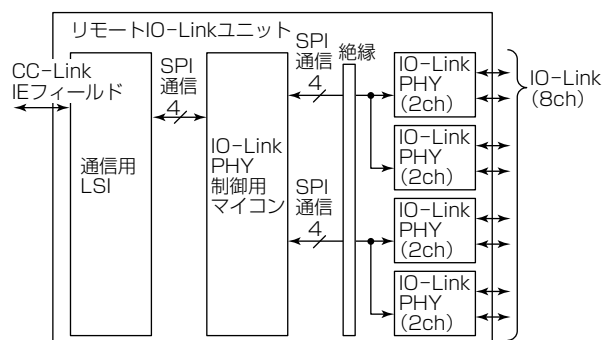 リモートIO-Linkユニット
CC-Link
IEフィールド
通信用
LSI
SPI
通信
4
IO-Link
PHY
制御用
マイコン
SPI
通信
4
SPI
通信
4
絶縁
IO-Link
PHY
(2ch)
IO-Link
PHY
(2ch)
IO-Link
PHY
(2ch)
IO-Link
PHY
(2ch)
IO-Link
(8ch)